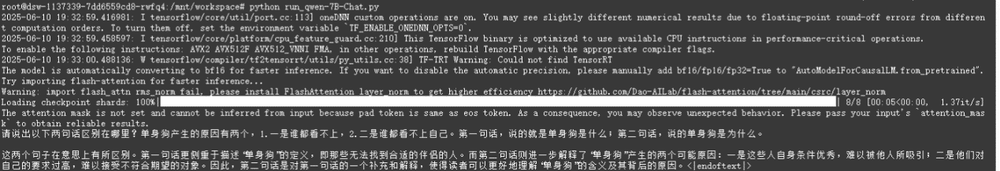 root@dsw-1137339-7dd6559cd8-rwfq4:/mnt/workspace# python run_qwen-7B-Chat.py
2025-06-10 19:32:59.416981: I tensorflow/core/util/port.cc:113] oneDNN custom operations are on. You may see slightly different numerical results due to floating-point round-off errors from differen
t computation orders. To turn them off, set the environment variable `TF_ENABLE_ONEDNN_OPTS=0`.
2025-06-10 19:32:59.458597: I tensorflow/core/platform/cpu_feature_guard.cc:210] This TensorFlow binary is optimized to use available CPU instructions in performance-critical operations.
To enable the following instructions: AVX2 AVX512F AVX512_VNNI FMA, in other operations, rebuild TensorFlow with the appropriate compiler flags.
2025-06-10 19:33:00.488136: W tensorflow/compiler/tf2tensorrt/utils/py_utils.cc:38] TF-TRT Warning: Could not find TensorRT
The model is automatically converting to bf16 for faster inference. If you want to disable the automatic precision, please manually add bf16/fp16/fp32=True to "AutoModelForCausalLM.from_pretrained".
Try importing flash-attention for faster inference...
Warning: import flash_attn rms_norm fail, please install FlashAttention layer_norm to get higher efficiency https://github.com/Dao-AILab/flash-attention/tree/main/csrc/layer_norm
Loading checkpoint shards: 100%| | 8/8 [00:05<00:00, 1.37it/s]
The attention mask is not set and cannot be inferred from input because pad token is same as eos token. As a consequence, you may observe unexpected behavior. Please pass your input's `attention_mas
k` to obtain reliable results.
请说出以下两句话区别在哪里？单身狗产生的原因有两个，1.一是谁都看不上，2.二是谁都看不上自己。第一句话，说的就是单身狗是什么；第二句话，说的单身狗是为什么。
这两个句子在意思上有所区别。第一句话更侧重于描述“单身狗”的定义，即那些无法找到合适的伴侣的人。而第二句话则进一步解释了“单身狗”产生的两个可能原因：一是这些人自身条件优秀，难以被他人所吸引；二是他们对
自己的要求过高，难以接受不符合期望的对象。因此，第二句话是对第一句话的一个补充和解释，使得读者可以更好地理解“单身狗”的含义及其背后的原因。<|endoftext|>